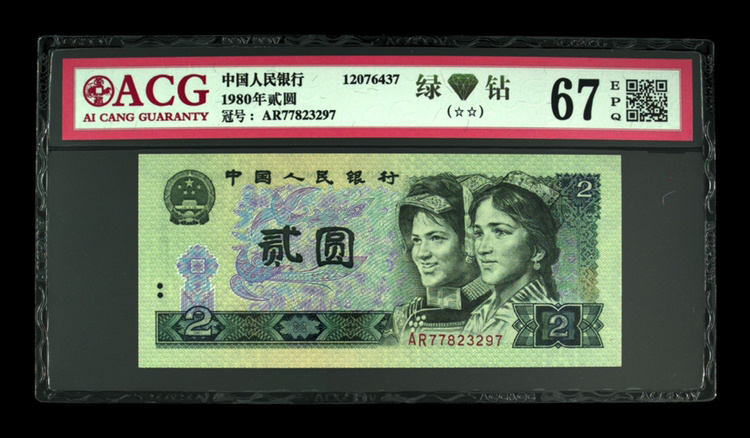 ACG
AI CANG GUARANTY
中国人民银行 12076437
1980年贰圆
冠号：AR77823297
绿 钻
(☆☆)
67
EPQ
中国人民银行
2
贰圆
2
2
AR77823297